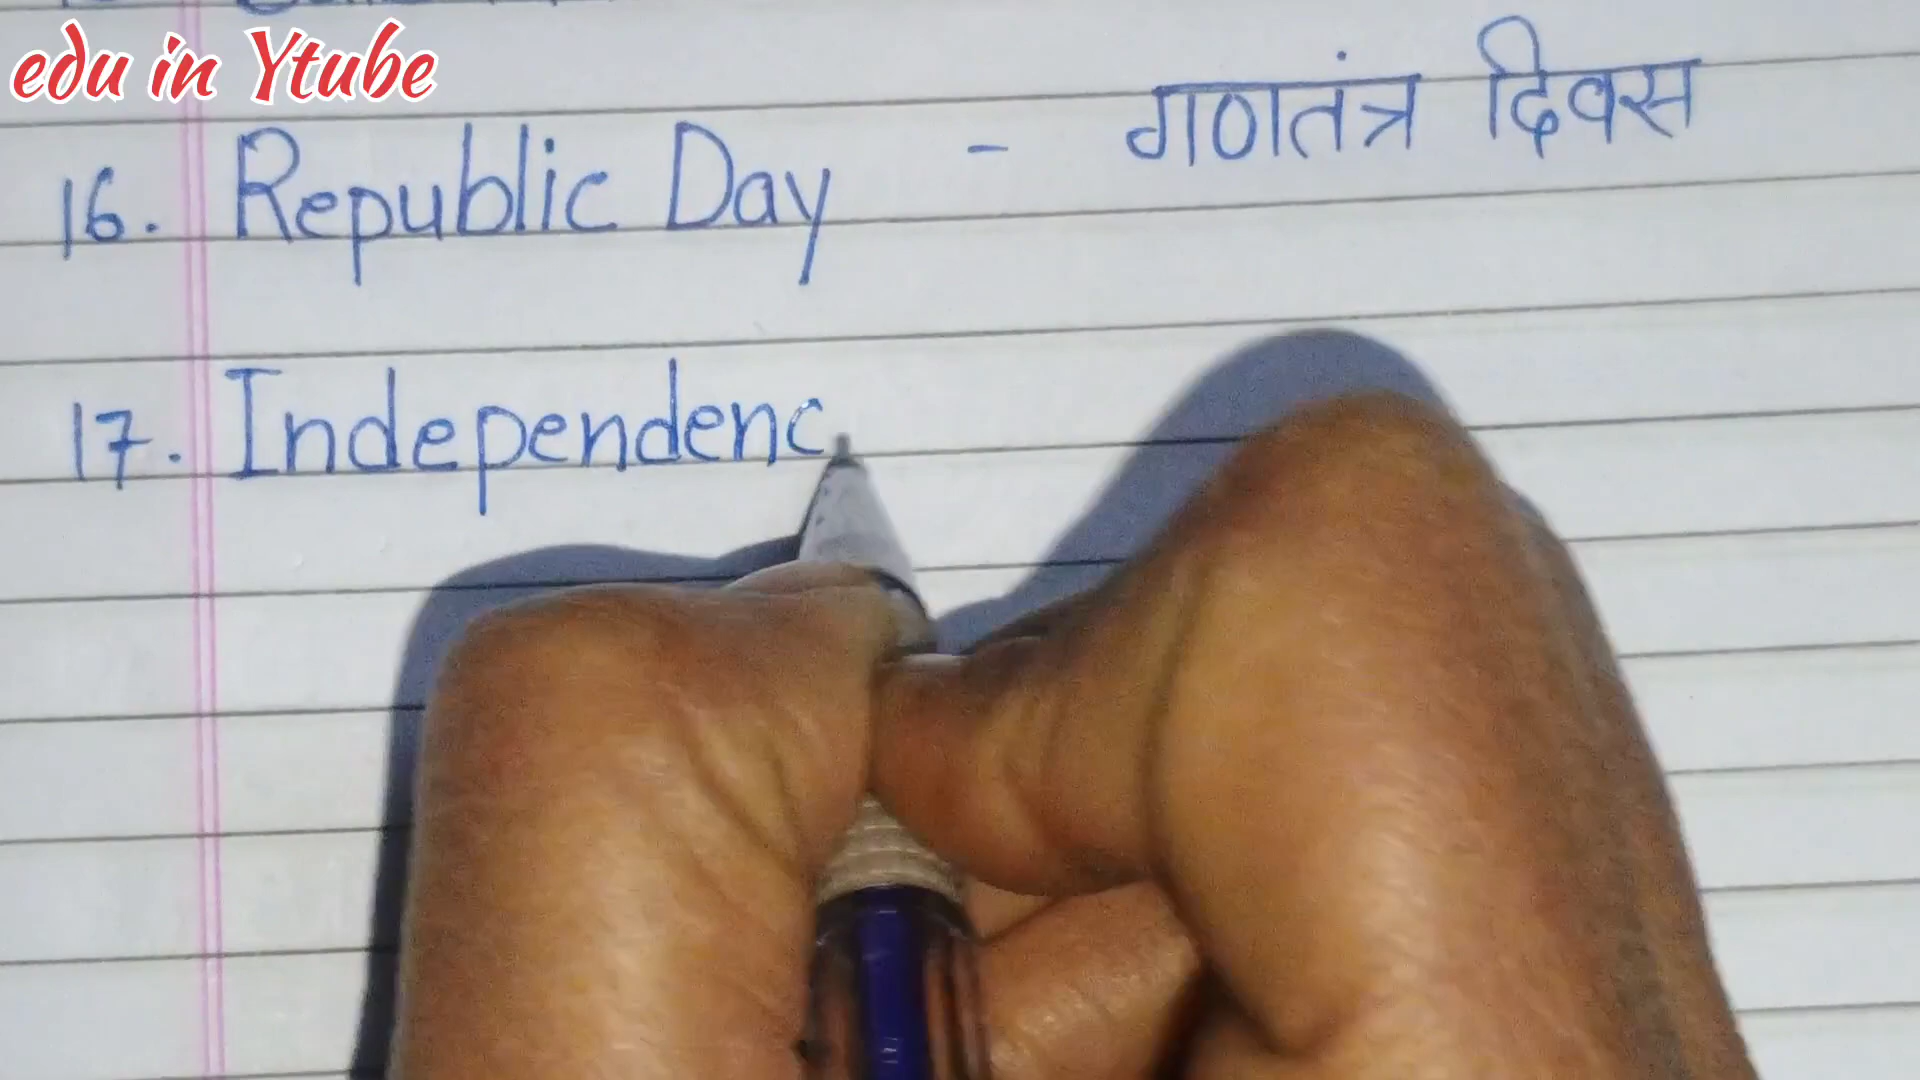 edu in Ytube
16. Republic Day - गणतंत्र दिवस
17. Independenc